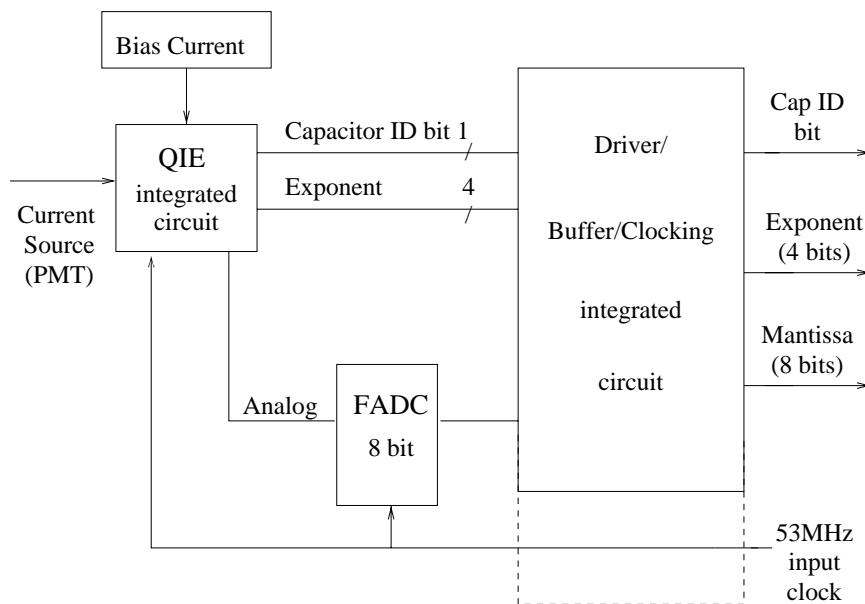 Bias Current
QIE
integrated
circuit
Current
Source
(PMT)
Capacitor ID bit 1
Exponent 4
Analog
FADC
8 bit
Driver/
Buffer/Clocking
integrated
circuit
Cap ID
bit
Exponent
(4 bits)
Mantissa
(8 bits)
53MHz
input
clock